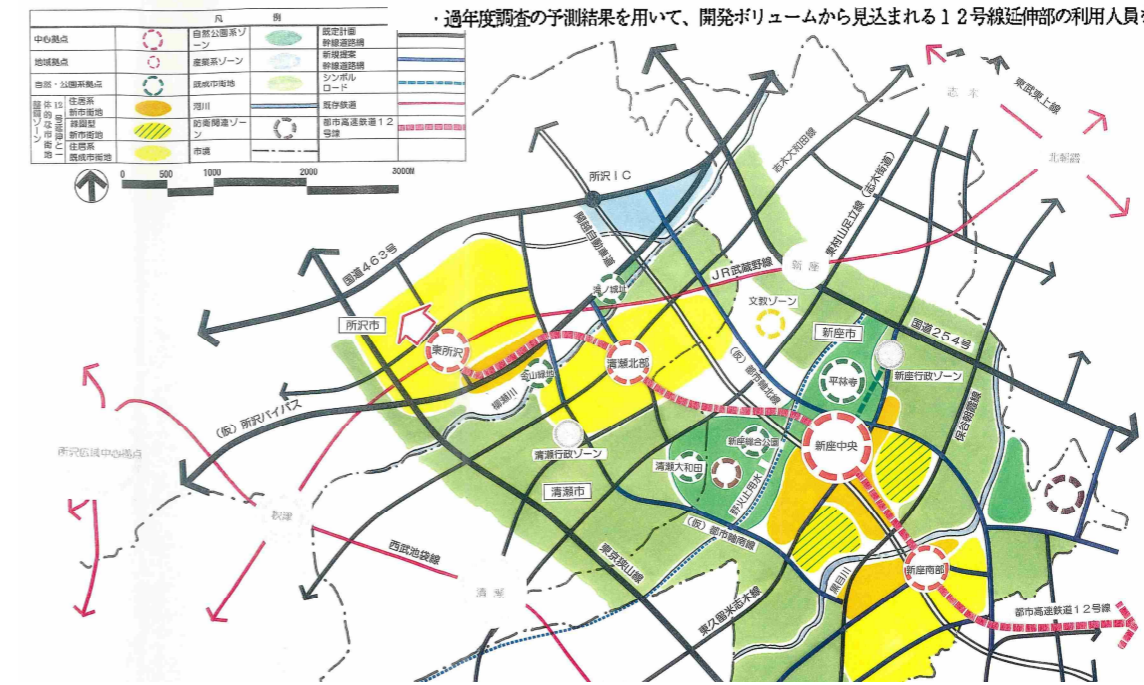 ・過年度調査の予測結果を用いて、開発ボリュームから見込まれる12号線延伸部の利用人員
凡 例
中心拠点
自然公園系ゾーン
既定計画幹線道路網
地域拠点
産業系ゾーン
新規提案幹線道路網
自然・公園系拠点
既成市街地
シンボルロード
住居系新市街地
河川
既存鉄道
緑園型新市街地
防衛関連ゾーン
都市高速鉄道12号線
住居系既成市街地
市境
0 500 1000 2000 3000M
志木
東武東上線
北朝霞
所沢IC
志木大和田線
東村山足立線(志木街道)
関越自動車道
国道463号
JR武蔵野線
新座
滝ノ城址
文教ゾーン
所沢市
新座市
国道254号
東所沢
清瀬北部
(仮)都市軸北線
平林寺
新座行政ゾーン
金山緑地
柳瀬川
保谷朝霞線
(仮)所沢バイパス
新座総合公園
新座中央
所沢広域中心拠点
清瀬行政ゾーン
清瀬大和田
野火止用水
清瀬市
秋津
(仮)都市軸南線
西武池袋線
東京狭山線
黒目川
新座南部
清瀬
東久留米志木線
都市高速鉄道12号線